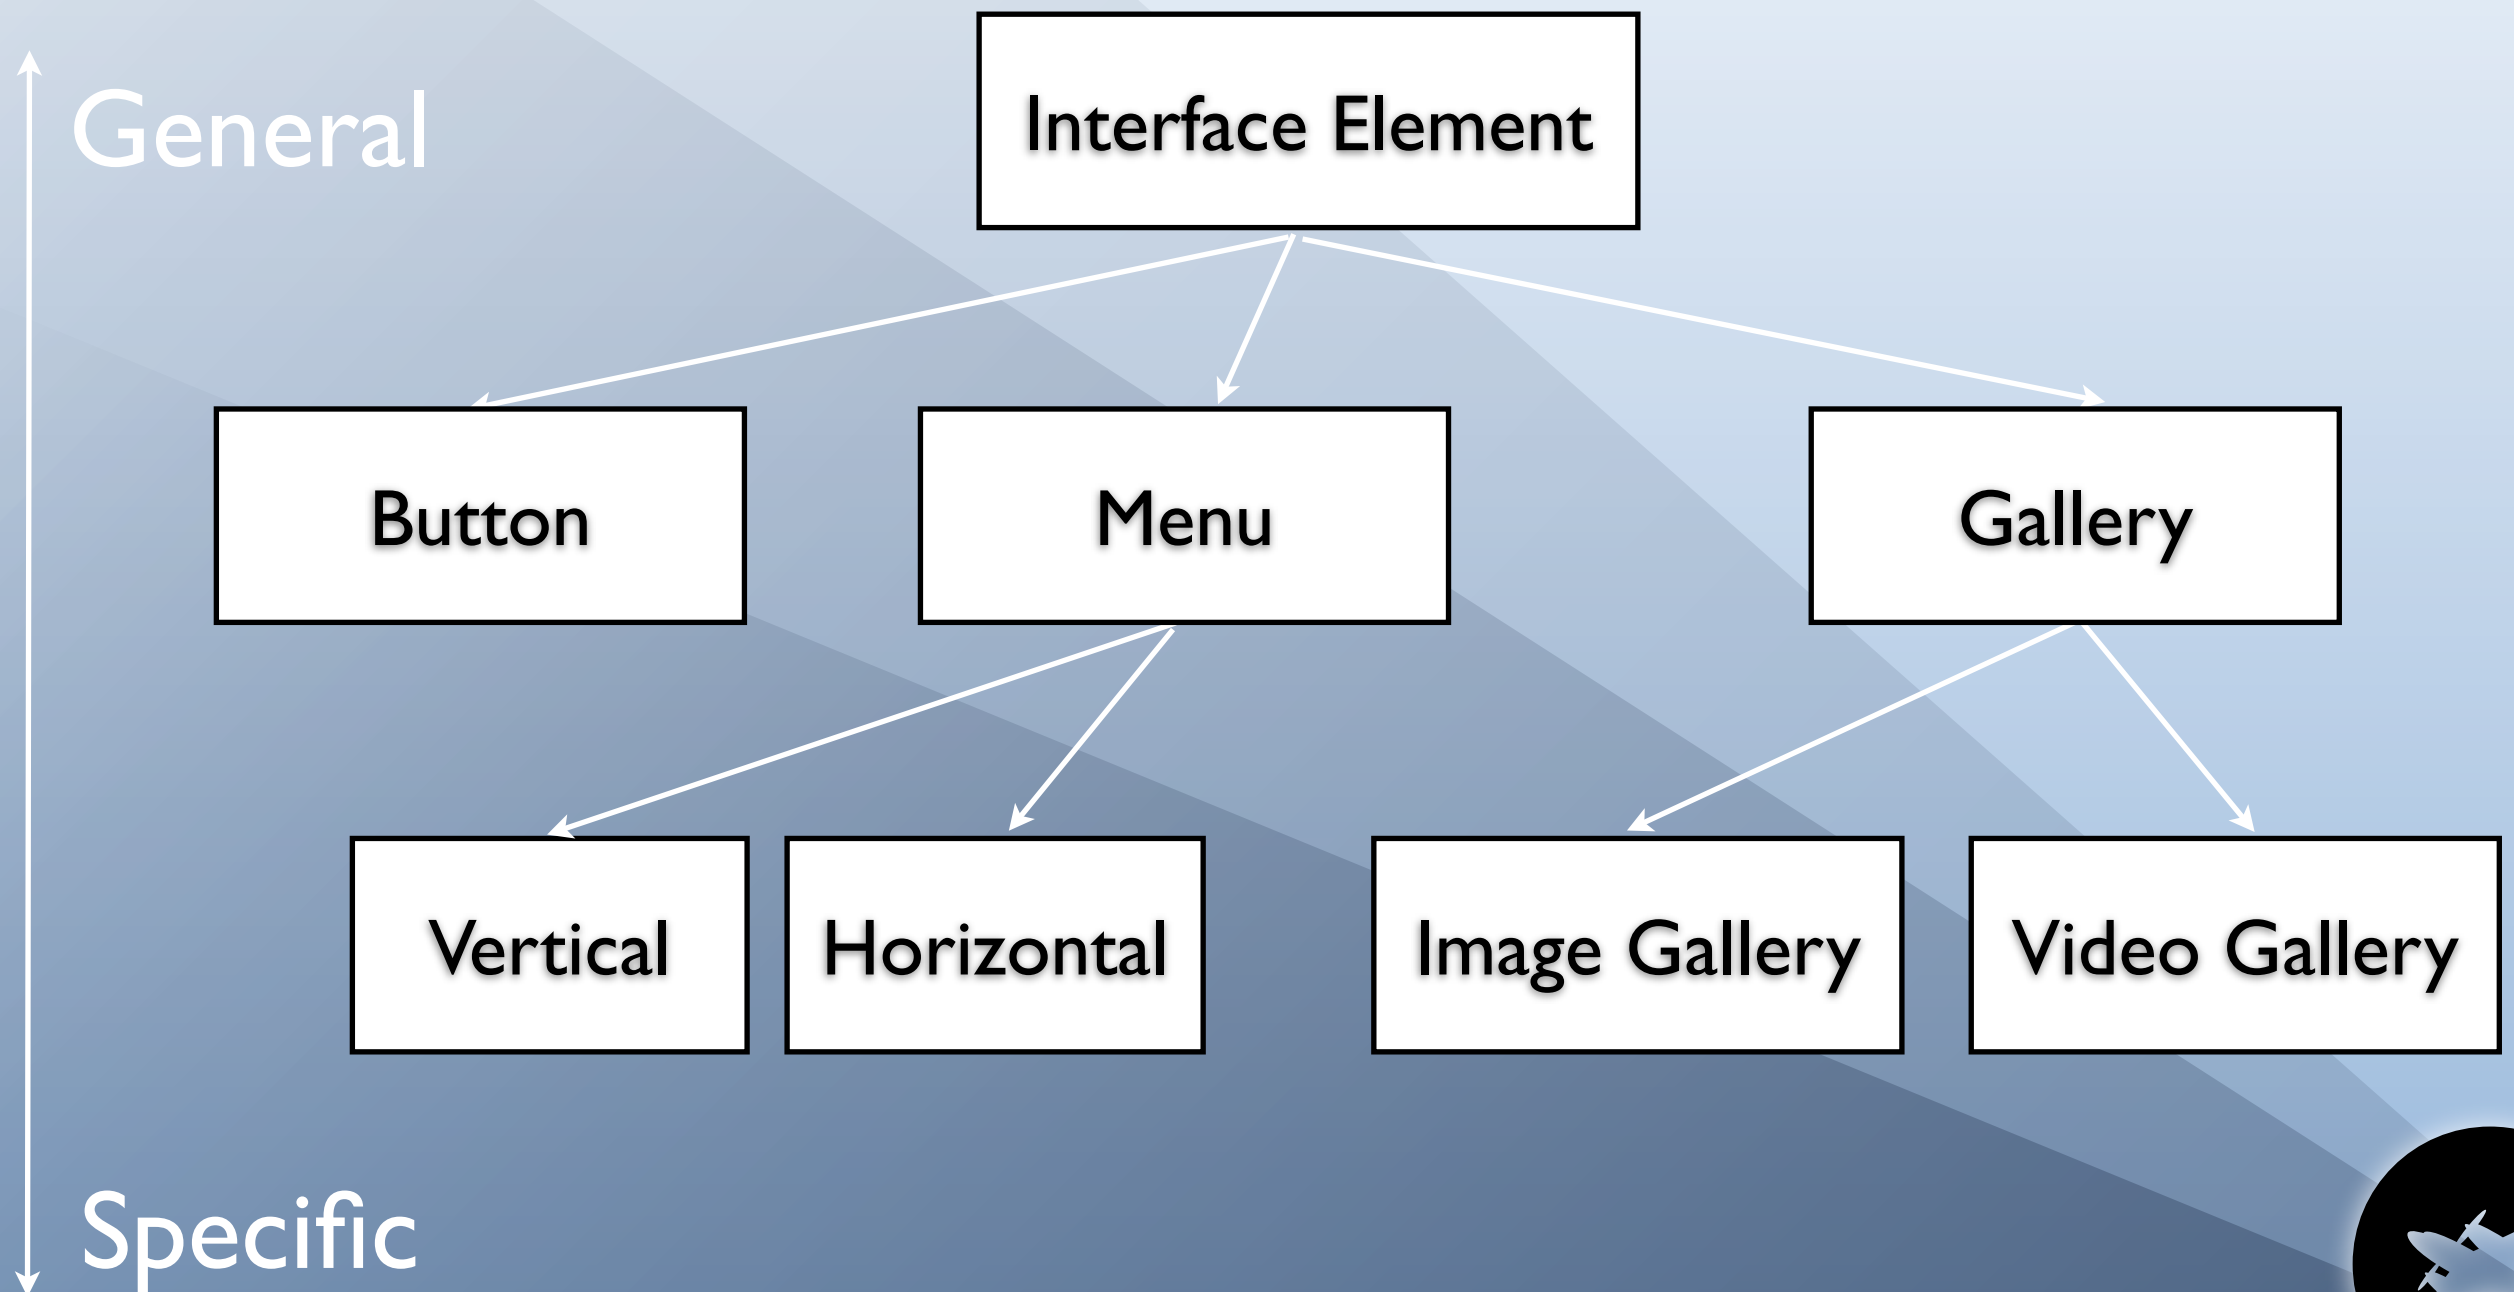 General
Interface Element
Button
Menu
Gallery
Vertical
Horizontal
Image Gallery
Video Gallery
Specific